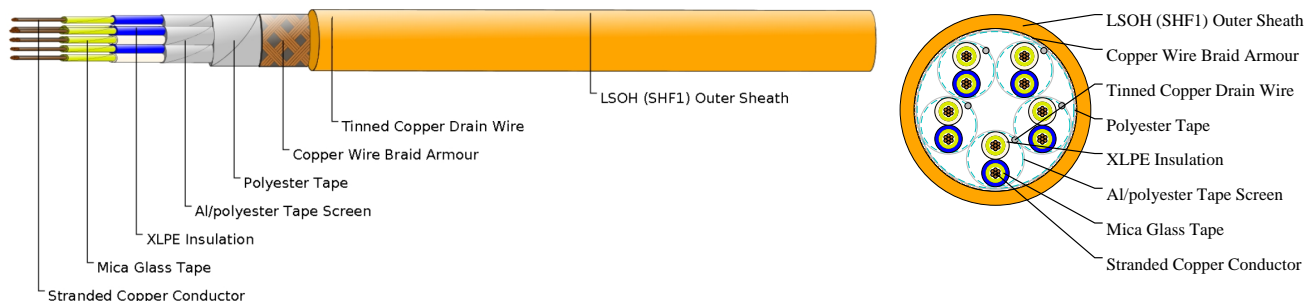 LSOH (SHF1) Outer Sheath
Tinned Copper Drain Wire
Copper Wire Braid Armour
Polyester Tape
Al/polyester Tape Screen
XLPE Insulation
Mica Glass Tape
Stranded Copper Conductor
LSOH (SHF1) Outer Sheath
Copper Wire Braid Armour
Tinned Copper Drain Wire
Polyester Tape
XLPE Insulation
Al/polyester Tape Screen
Mica Glass Tape
Stranded Copper Conductor